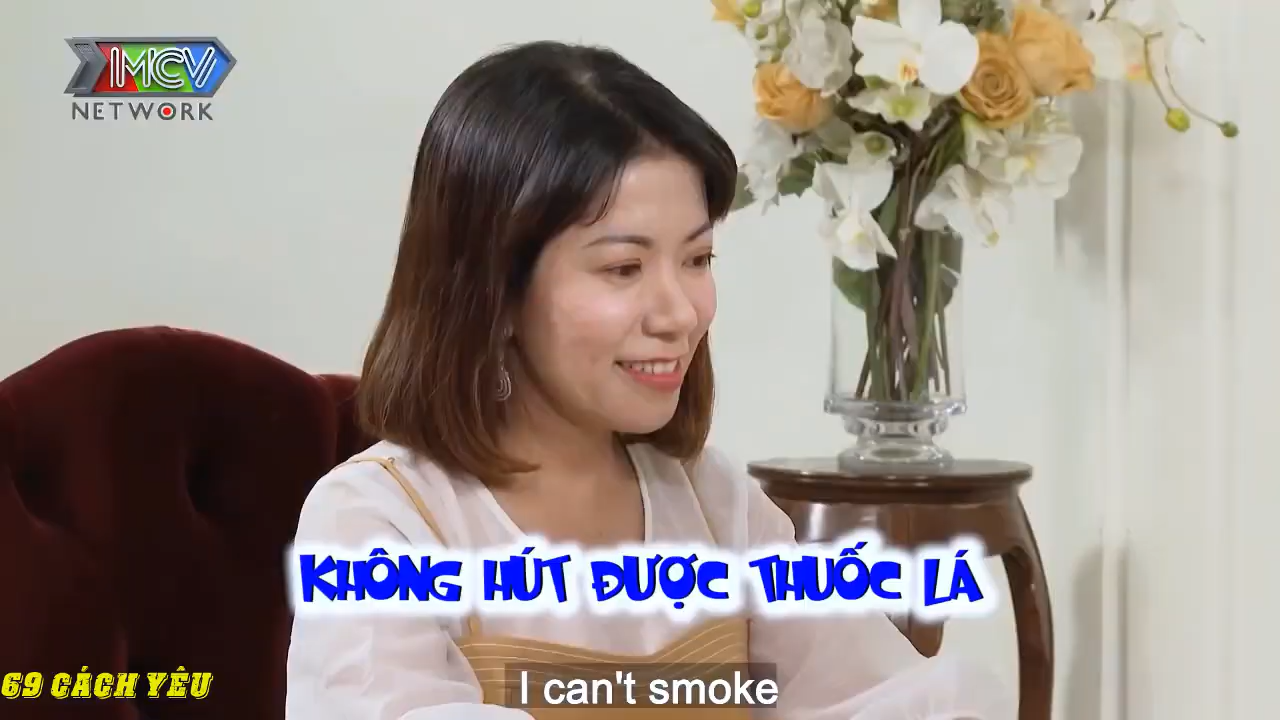 MCV
NETWORK
KHÔNG HÚT ĐƯỢC THUỐC LÁ
69 CÁCH YÊU
I can't smoke